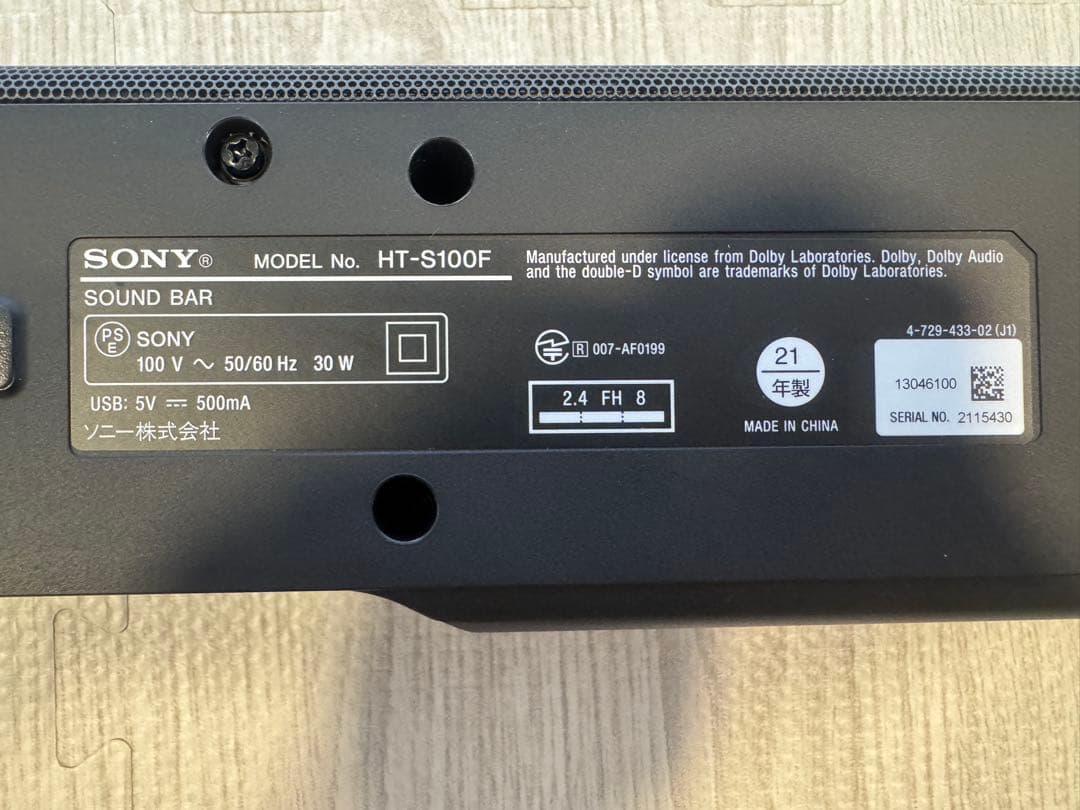 SONY® MODEL No. HT-S100F
SOUND BAR
PS
E
SONY
100 V ～ 50/60 Hz 30 W
USB: 5V ⎓ 500mA
ソニー株式会社
Manufactured under license from Dolby Laboratories. Dolby, Dolby Audio
and the double-D symbol are trademarks of Dolby Laboratories.
R 007-AF0199
2.4 FH 8
21
年製
MADE IN CHINA
4-729-433-02 (J1)
13046100
SERIAL NO. 2115430